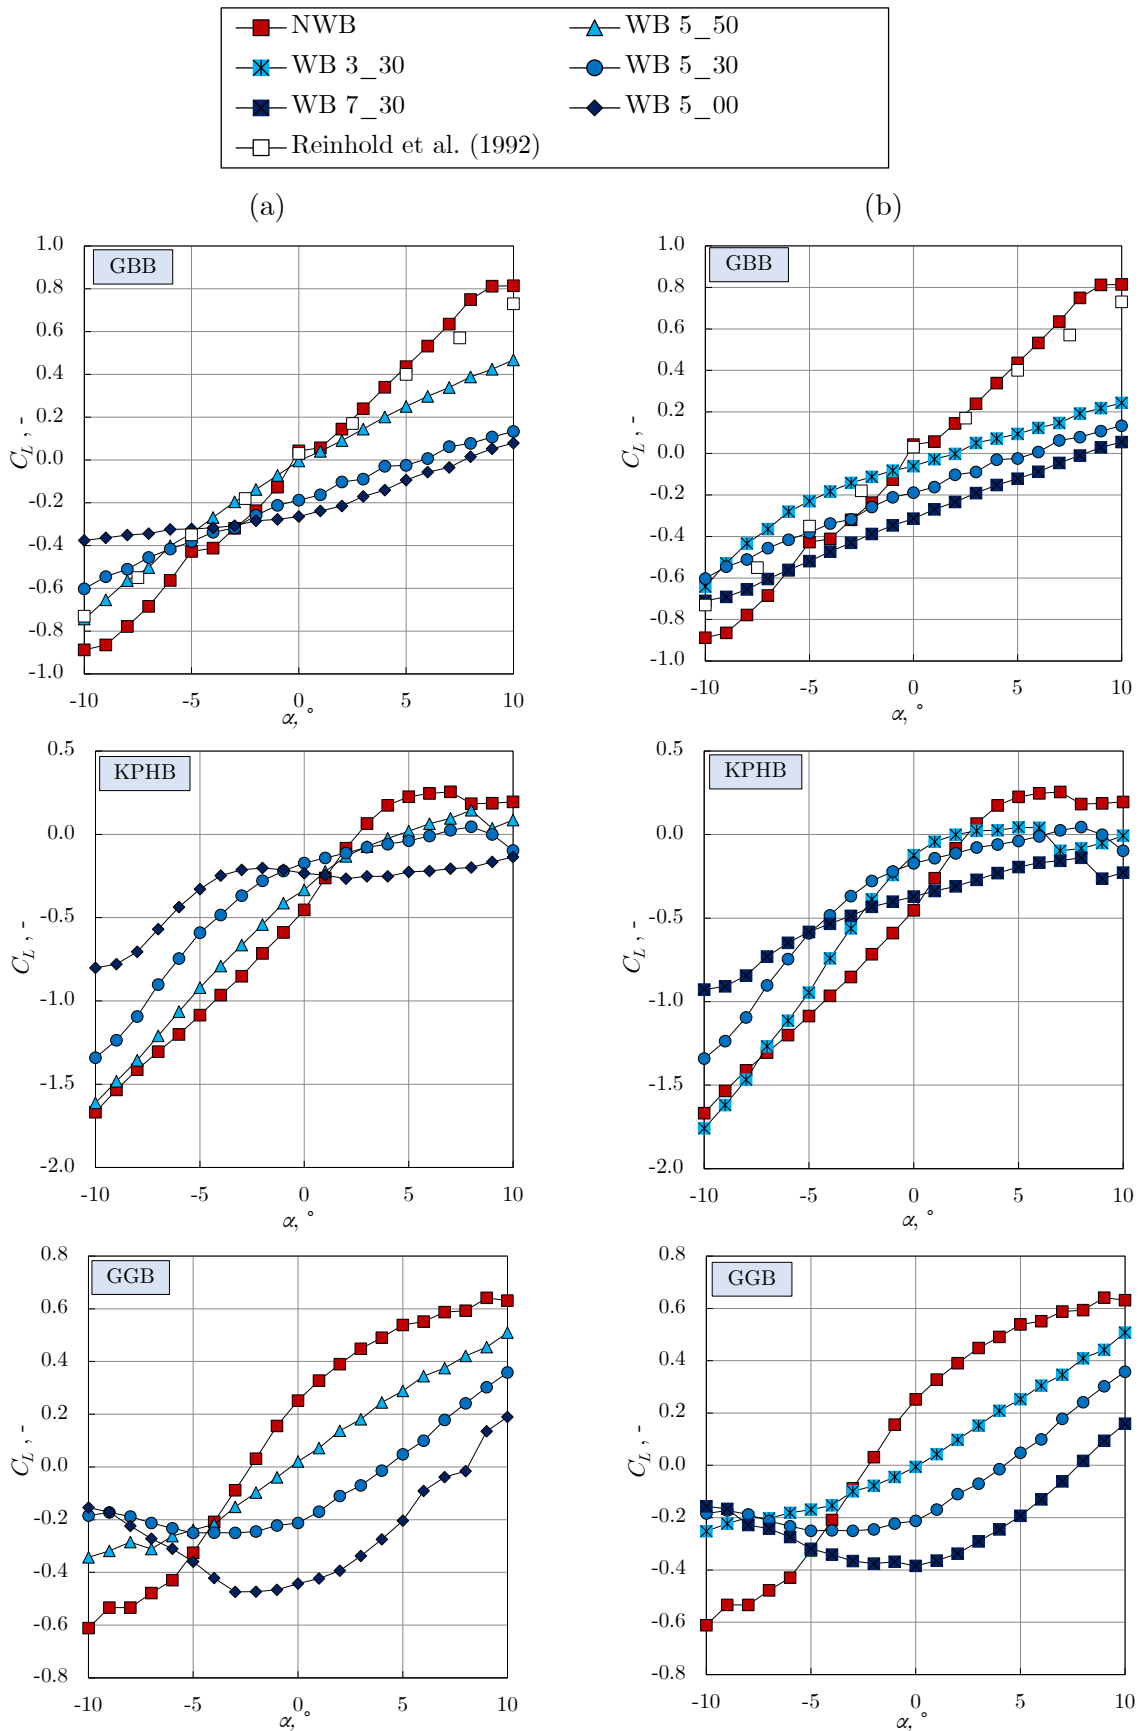 NWB
WB 5_50
WB 3_30
WB 5_30
WB 7_30
WB 5_00
Reinhold et al. (1992)
(a)
(b)
GBB
1.0
0.8
0.6
0.4
0.2
0.0
-0.2
-0.4
-0.6
-0.8
-1.0
C_L, -
-10 -5 0 5 10
α, °
GBB
1.0
0.8
0.6
0.4
0.2
0.0
-0.2
-0.4
-0.6
-0.8
-1.0
C_L, -
-10 -5 0 5 10
α, °
KPHB
0.5
0.0
-0.5
-1.0
-1.5
-2.0
C_L, -
-10 -5 0 5 10
α, °
KPHB
0.5
0.0
-0.5
-1.0
-1.5
-2.0
C_L, -
-10 -5 0 5 10
α, °
GGB
0.8
0.6
0.4
0.2
0.0
-0.2
-0.4
-0.6
-0.8
C_L, -
-10 -5 0 5 10
α, °
GGB
0.8
0.6
0.4
0.2
0.0
-0.2
-0.4
-0.6
-0.8
C_L, -
-10 -5 0 5 10
α, °